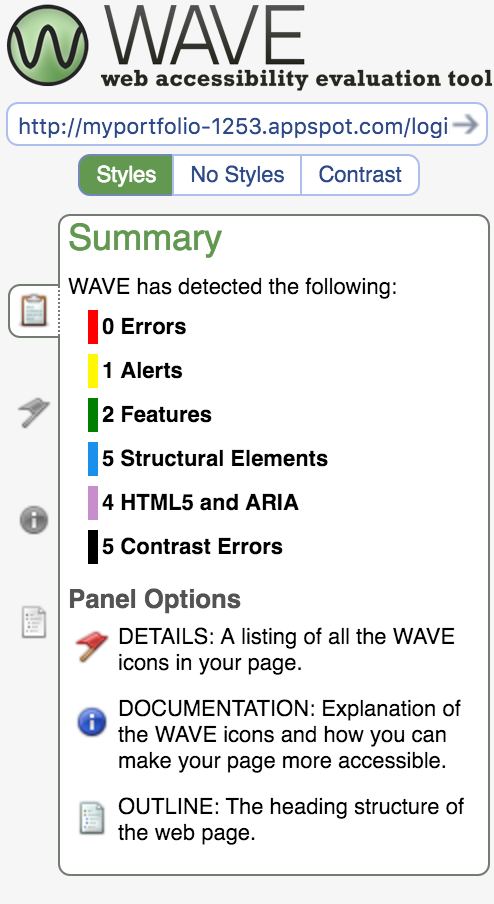 WAVE
web accessibility evaluation tool
http://myportfolio-1253.appspot.com/logi
Styles No Styles Contrast
Summary
WAVE has detected the following:
0 Errors
1 Alerts
2 Features
5 Structural Elements
4 HTML5 and ARIA
5 Contrast Errors
Panel Options
DETAILS: A listing of all the WAVE
icons in your page.
DOCUMENTATION: Explanation of
the WAVE icons and how you can
make your page more accessible.
OUTLINE: The heading structure of
the web page.